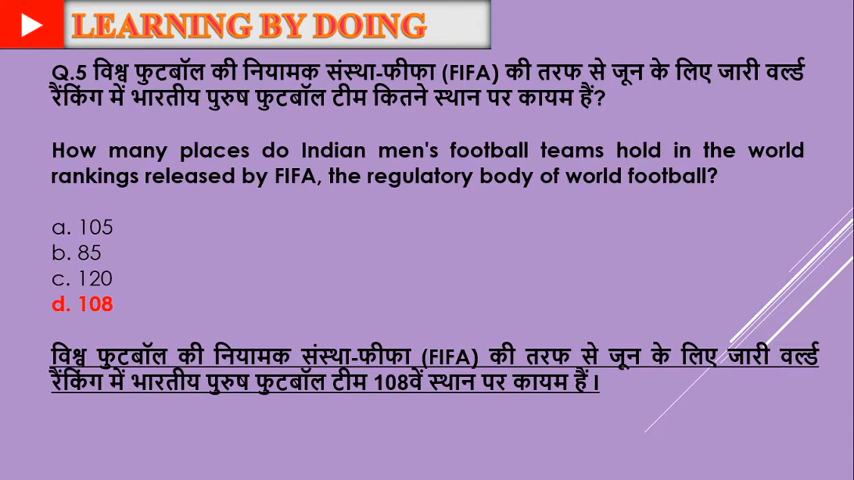 LEARNING BY DOING
Q.5 विश्व फुटबॉल की नियामक संस्था-फीफा (FIFA) की तरफ से जून के लिए जारी वर्ल्ड
रैंकिंग में भारतीय पुरुष फुटबॉल टीम कितने स्थान पर कायम हैं?
How many places do Indian men's football teams hold in the world
rankings released by FIFA, the regulatory body of world football?
a. 105
b. 85
c. 120
d. 108
विश्व फुटबॉल की नियामक संस्था-फीफा (FIFA) की तरफ से जून के लिए जारी वर्ल्ड
रैंकिंग में भारतीय पुरुष फुटबॉल टीम 108वें स्थान पर कायम हैं।